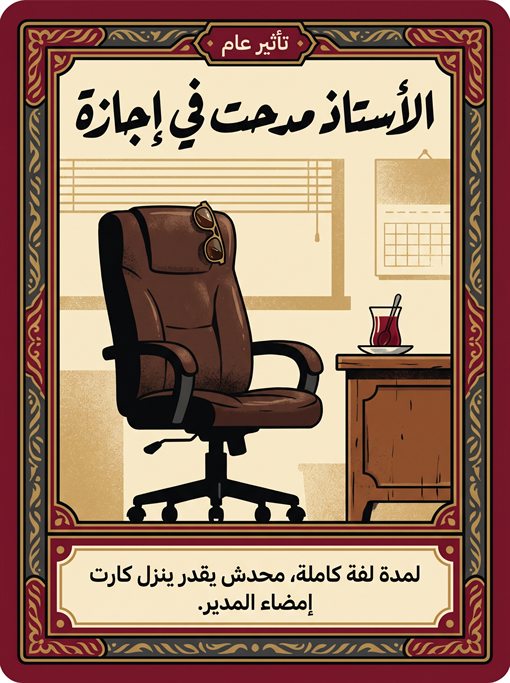 تأثير عام
الأستاذ مدحت في إجازة
لمدة لفة كاملة، محدش يقدر ينزل كارت
إمضاء المدير.